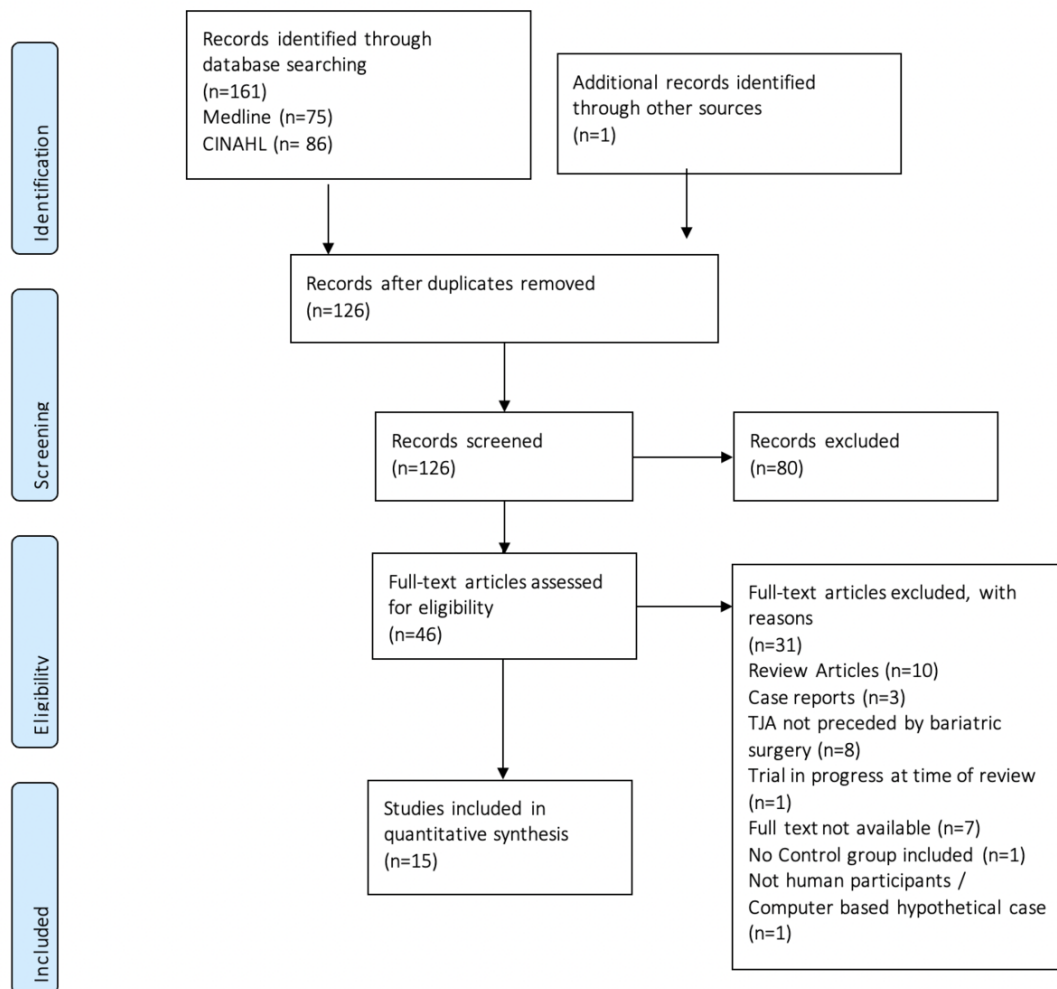 Identification
Records identified through
database searching
(n=161)
Medline (n=75)
CINAHL (n= 86)
Additional records identified
through other sources
(n=1)
Records after duplicates removed
(n=126)
Screening
Records screened
(n=126)
Records excluded
(n=80)
Eligibility
Full-text articles assessed
for eligibility
(n=46)
Full-text articles excluded, with
reasons
(n=31)
Review Articles (n=10)
Case reports (n=3)
TJA not preceded by bariatric
surgery (n=8)
Trial in progress at time of review
(n=1)
Full text not available (n=7)
No Control group included (n=1)
Not human participants /
Computer based hypothetical case
(n=1)
Included
Studies included in
quantitative synthesis
(n=15)